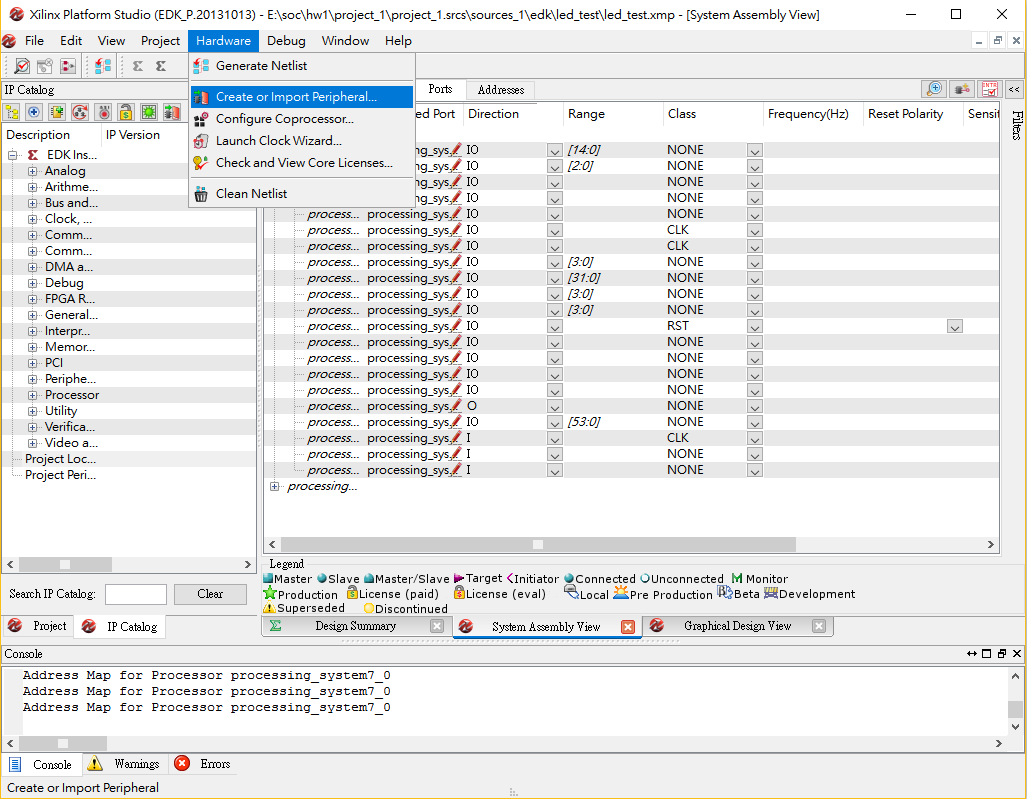 Xilinx Platform Studio (EDK_P.20131013) - E:\soc\hw1\project_1\project_1.srcs\sources_1\edk\led_test\led_test.xmp - [System Assembly View]
File Edit View Project Hardware Debug Window Help
Generate Netlist
Create or Import Peripheral...
Configure Coprocessor...
Launch Clock Wizard...
Check and View Core Licenses...
Clean Netlist
IP Catalog
Description IP Version
EDK Ins...
Analog
Arithme...
Bus and...
Clock, ...
Comm...
Comm...
DMA a...
Debug
FPGA R...
General...
Interpr...
Memor...
PCI
Periphe...
Processor
Utility
Verifica...
Video a...
Project Loc...
Project Peri...
Search IP Catalog: Clear
Project IP Catalog
Ports Addresses
ed Port Direction Range Class Frequency(Hz) Reset Polarity Sensit
ing_sys IO [14:0] NONE
ing_sys IO [2:0] NONE
ing_sys IO NONE
ing_sys IO NONE
process... processing_sys IO NONE
process... processing_sys IO CLK
process... processing_sys IO CLK
process... processing_sys IO [3:0] NONE
process... processing_sys IO [31:0] NONE
process... processing_sys IO [3:0] NONE
process... processing_sys IO [3:0] NONE
process... processing_sys IO RST
process... processing_sys IO NONE
process... processing_sys IO NONE
process... processing_sys IO NONE
process... processing_sys IO NONE
process... processing_sys O NONE
process... processing_sys IO [53:0] NONE
process... processing_sys I CLK
process... processing_sys I NONE
process... processing_sys I NONE
processing...
<<
Filters
Legend
Master Slave Master/Slave Target Initiator Connected Unconnected M Monitor
Production License (paid) License (eval) Local Pre Production Beta Development
Superseded Discontinued
Design Summary System Assembly View Graphical Design View
Console
Address Map for Processor processing_system7_0
Address Map for Processor processing_system7_0
Address Map for Processor processing_system7_0
Console Warnings Errors
Create or Import Peripheral